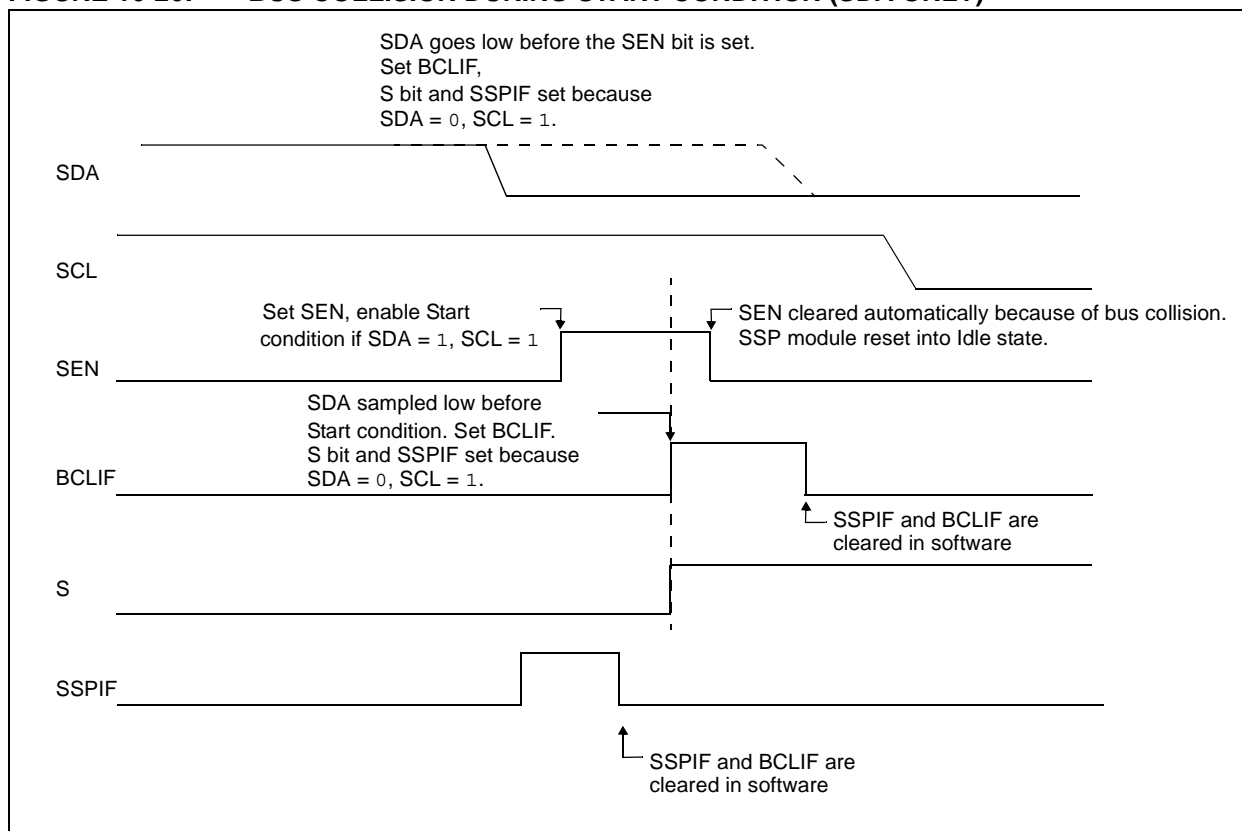 SDA goes low before the SEN bit is set.
Set BCLIF,
S bit and SSPIF set because
SDA = 0, SCL = 1.
SDA
SCL
Set SEN, enable Start
condition if SDA = 1, SCL = 1
SEN cleared automatically because of bus collision.
SSP module reset into Idle state.
SEN
SDA sampled low before
Start condition. Set BCLIF.
S bit and SSPIF set because
SDA = 0, SCL = 1.
BCLIF
SSPIF and BCLIF are
cleared in software
S
SSPIF
SSPIF and BCLIF are
cleared in software